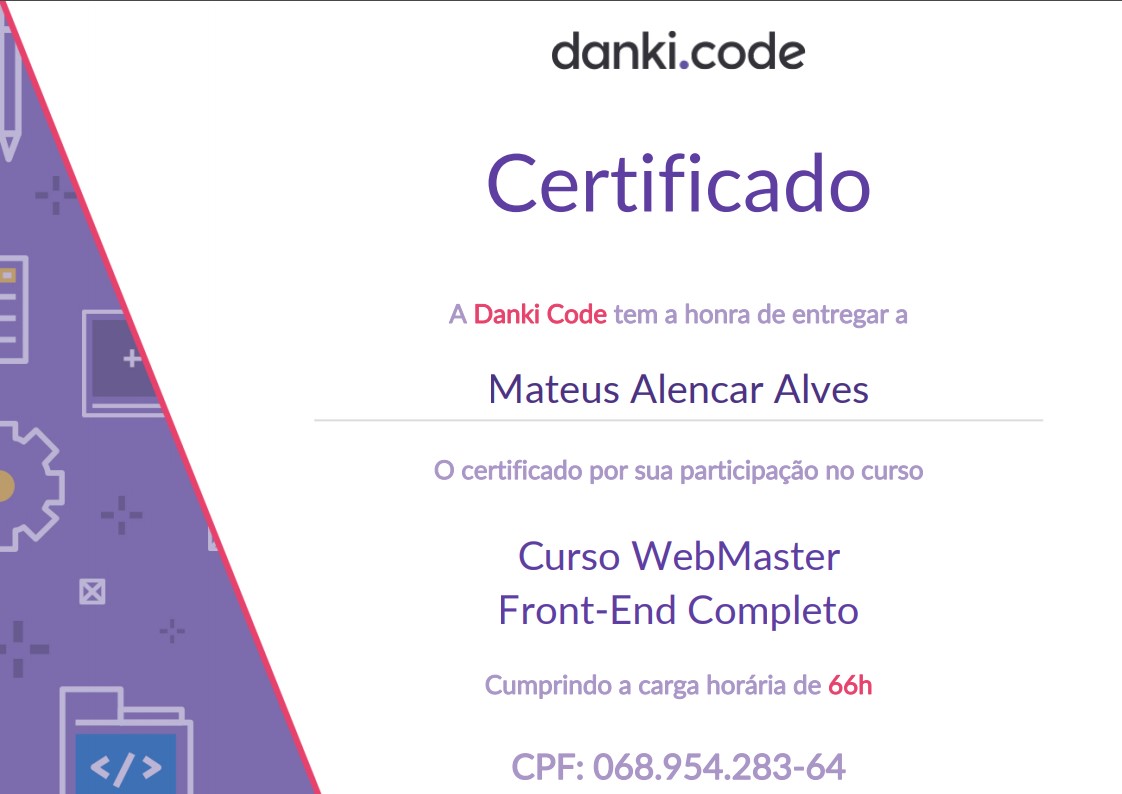 danki.code
Certificado
A Danki Code tem a honra de entregar a
Mateus Alencar Alves
O certificado por sua participação no curso
Curso WebMaster
Front-End Completo
Cumprindo a carga horária de 66h
CPF: 068.954.283-64
</>